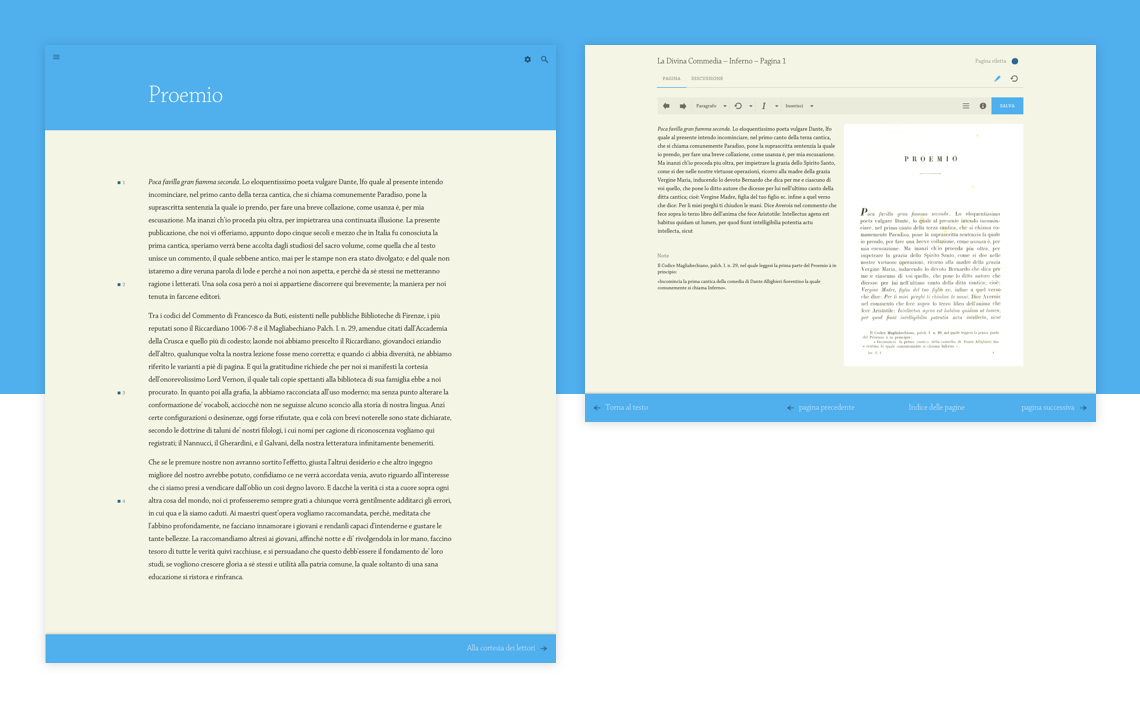 Proemio
1
Poca favilla gran fiamma seconda. Lo eloquentissimo poeta vulgare Dante, lfo quale al presente intendo
incominciare, nel primo canto della terza cantica, che si chiama comunemente Paradiso, pone la
suprascritta sentenzia la quale io prendo, per fare una breve collazione, come usanza è, per mia
escusazione. Ma inanzi ch'io proceda piu oltra, per impietrarea una continuata illusione. La presente
publicazione, che noi vi offeriamo, appunto dopo cinque secoli e mezzo che in Italia fu conosciuta la
prima cantica, speriamo verrà bene accolta dagli studiosi del sacro volume, come quella che al testo
unisce un commento, il quale sebbene antico, mai per le stampe non era stato divolgato; e del quale non
istaremo a dire veruna parola di lode e perchè a noi non aspetta, e perchè da sè stessi ne metteranno
2
ragione i letterati. Una sola cosa però a noi si appartiene discorrere qui brevemente; la maniera per noi
tenuta in farcene editori.
Tra i codici del Commento di Francesco da Buti, esistenti nelle pubbliche Biblioteche di Firenze, i più
reputati sono il Riccardiano 1006-7-8 e il Magliabechiano Palch. I. n. 29, amendue citati dall'Accademia
della Crusca e quello più di codesto; laonde noi abbiamo prescelto il Riccardiano, giovandoci eziandio
dell'altro, qualunque volta la nostra lezione fosse meno corretta; e quando ci abbia diversità, ne abbiamo
riferito le varianti a piè di pagina. E qui la gratitudine richiede che per noi si manifesti la cortesia
dell'onorevolissimo Lord Vernon, il quale tali copie spettanti alla biblioteca di sua famiglia ebbe a noi
3
procurato. In quanto poi alla grafia, la abbiamo racconciata all'uso moderno; ma senza punto alterare la
conformazione de' vocaboli, acciocchè non ne seguisse alcuno sconcio alla storia di nostra lingua. Anzi
certe configurazioni o desinenze, oggi forse rifiutate, qua e colà con brevi noterelle sono state dichiarate,
secondo le dottrine di taluni de' nostri filologi, i cui nomi per cagione di riconoscenza vogliamo qui
registrati; il Nannucci, il Gherardini, e il Galvani, della nostra letteratura infinitamente benemeriti.
Che se le premure nostre non avranno sortito l'effetto, giusta l'altrui desiderio e che altro ingegno
migliore del nostro avrebbe potuto, confidiamo ce ne verrà accordata venia, avuto riguardo all'interesse
che ci siamo presi a vendicare dall'oblio un così degno lavoro. E dacchè la verità ci sta a cuore sopra ogni
4
altra cosa del mondo, noi ci professeremo sempre grati a chiunque vorrà gentilmente additarci gli errori,
in cui qua e là siamo caduti. Ai maestri quest'opera vogliamo raccomandata, perchè, meditata che
l'abbino profondamente, ne facciano innamorare i giovani e rendanli capaci d'intenderne e gustare le
tante bellezze. La raccomandiamo altresì ai giovani, affinchè notte e dì rivolgendola in lor mano, faccino
tesoro di tutte le verità quivi racchiuse, e si persuadano che questo debb'essere il fondamento de' loro
studi, se vogliono crescere gloria a sè stessi e utilità alla patria comune, la quale soltanto di una sana
educazione si ristora e rinfranca.
Alla cortesia dei lettori
La Divina Commedia – Inferno – Pagina 1
Pagina riletta
PAGINA
DISCUSSIONE
Paragrafo
I
Inserisci
SALVA
Poca favilla gran fiamma seconda. Lo eloquentissimo poeta vulgare Dante, lfo
quale al presente intendo incominciare, nel primo canto della terza cantica,
che si chiama comunemente Paradiso, pone la suprascritta sentenzia la quale
io prendo, per fare una breve collazione, come usanza è, per mia escusazione.
Ma inanzi ch'io proceda piu oltra, per impietrare la grazia dello Spirito Santo,
come si dee nelle nostre virtuose operazioni, ricorro alla madre della grazia
Vergine Maria, inducendo lo devoto Bernardo che dica per me e ciascuno di
voi quello, che pone lo ditto autore che dicesse per lui nell'ultimo canto della
ditta cantica; cioè: Vergine Madre, figlia del tuo figlio ec. infine a quel verso
che dice: Per li miei preghi ti chiudon le mani. Dice Averois nel comento che
fece sopra lo terzo libro dell'anima che fece Aristotile: Intellectus agens est
habitus quidam ut lumen, per quod fiunt intelligibilia potentia actu
intellecta, sicut
Note
Il Codice Magliabechiano, palch. I. n. 29, nel quale leggesi la prima parte del Proemio à in
principio:
«Incomincia la prima cantica della comedia di Dante Allighieri fiorentino la quale
comunemente si chiama Inferno».
PROEMIO
Poca favilla gran fiamma seconda. Lo eloquentissimo
poeta vulgare Dante, lo quale al presente intendo incomin-
ciare, nel primo canto della terza cantica, che si chiama co-
munemente Paradiso, pone la suprascritta sentenzia la quale
io prendo, per fare una breve collazione, come usanza è, per
mia escusazione. Ma inanzi ch'io proceda più oltra, per
impetrare la grazia dello Spirito Santo, come si dee nelle
nostre virtuose operazioni, ricorro alla madre della grazia
Vergine Maria, inducendo lo devoto Bernardo che dica per
me e ciascuno di voi quello, che pone lo ditto autore che
dicesse per lui nell'ultimo canto della ditta cantica, cioè:
Vergine Madre, figlia del tuo figlio ec. infine a quel verso
che dice: Per li miei preghi ti chiudon le mani. Dice Averois
nel comento che fece sopra lo terzo libro dell'anima che
fece Aristotile: Intellectus agens est habitus quidam ut lumen,
per quod fiunt intelligibilia potentia actu intellecta, sicut
Il Codice Magliabechiano, palch. I. n. 29, nel quale leggesi la prima parte
del Proemio à in principio:
« Incomincia la prima cantica della comedia di Dante Allighieri fio-
rentino la quale comunemente si chiama Inferno ».
Torna al testo
pagina precedente
Indice delle pagine
pagina successiva